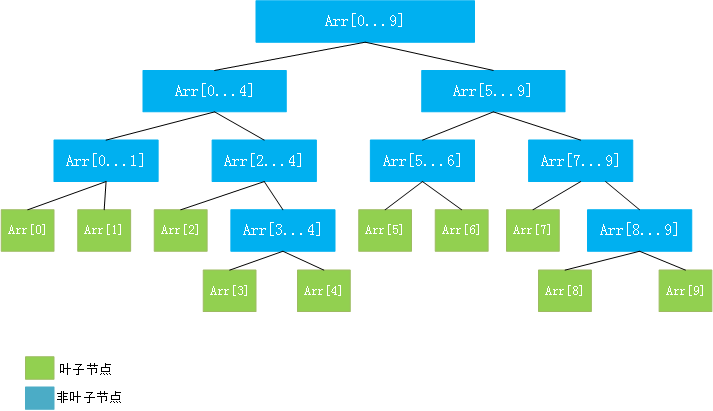 Arr[0...9]
Arr[0...4]
Arr[5...9]
Arr[0...1]
Arr[2...4]
Arr[5...6]
Arr[7...9]
Arr[0]
Arr[1]
Arr[2]
Arr[3...4]
Arr[5]
Arr[6]
Arr[7]
Arr[8...9]
Arr[3]
Arr[4]
Arr[8]
Arr[9]
叶子节点
非叶子节点